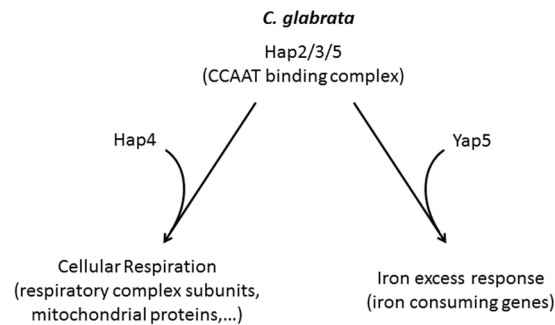 C. glabrata
Hap2/3/5
(CCAAT binding complex)
Hap4
Yap5
Cellular Respiration
(respiratory complex subunits,
mitochondrial proteins,...)
Iron excess response
(iron consuming genes)